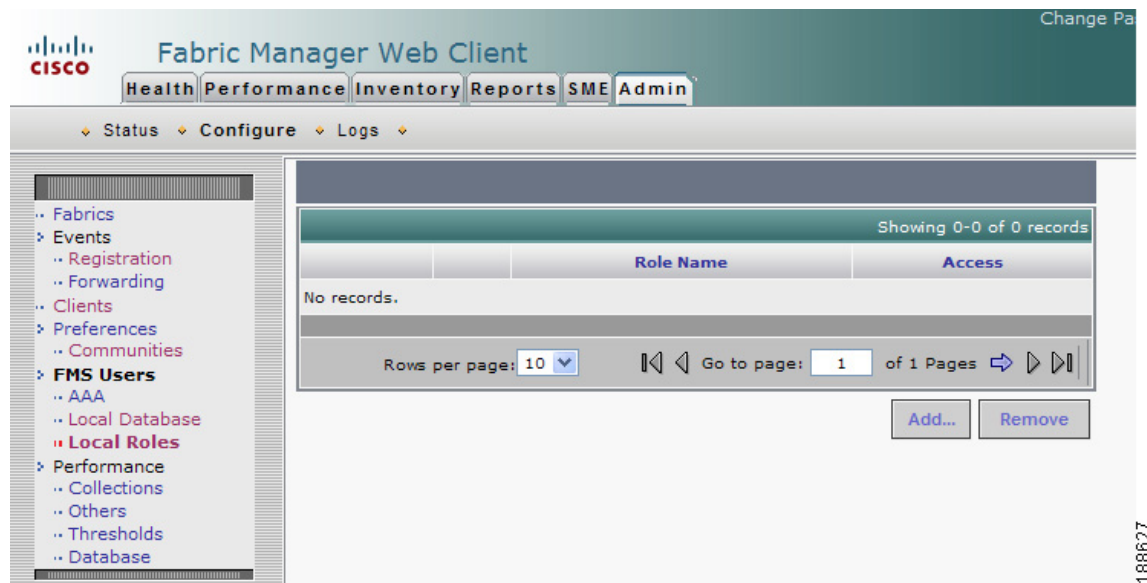 Change Pa
CISCO
Fabric Manager Web Client
Health Performance Inventory Reports SME Admin
Status Configure Logs
Fabrics
Events
Registration
Forwarding
Clients
Preferences
Communities
FMS Users
AAA
Local Database
Local Roles
Performance
Collections
Others
Thresholds
Database
Showing 0-0 of 0 records
Role Name Access
No records.
Rows per page: 10 Go to page: 1 of 1 Pages
Add... Remove
188627